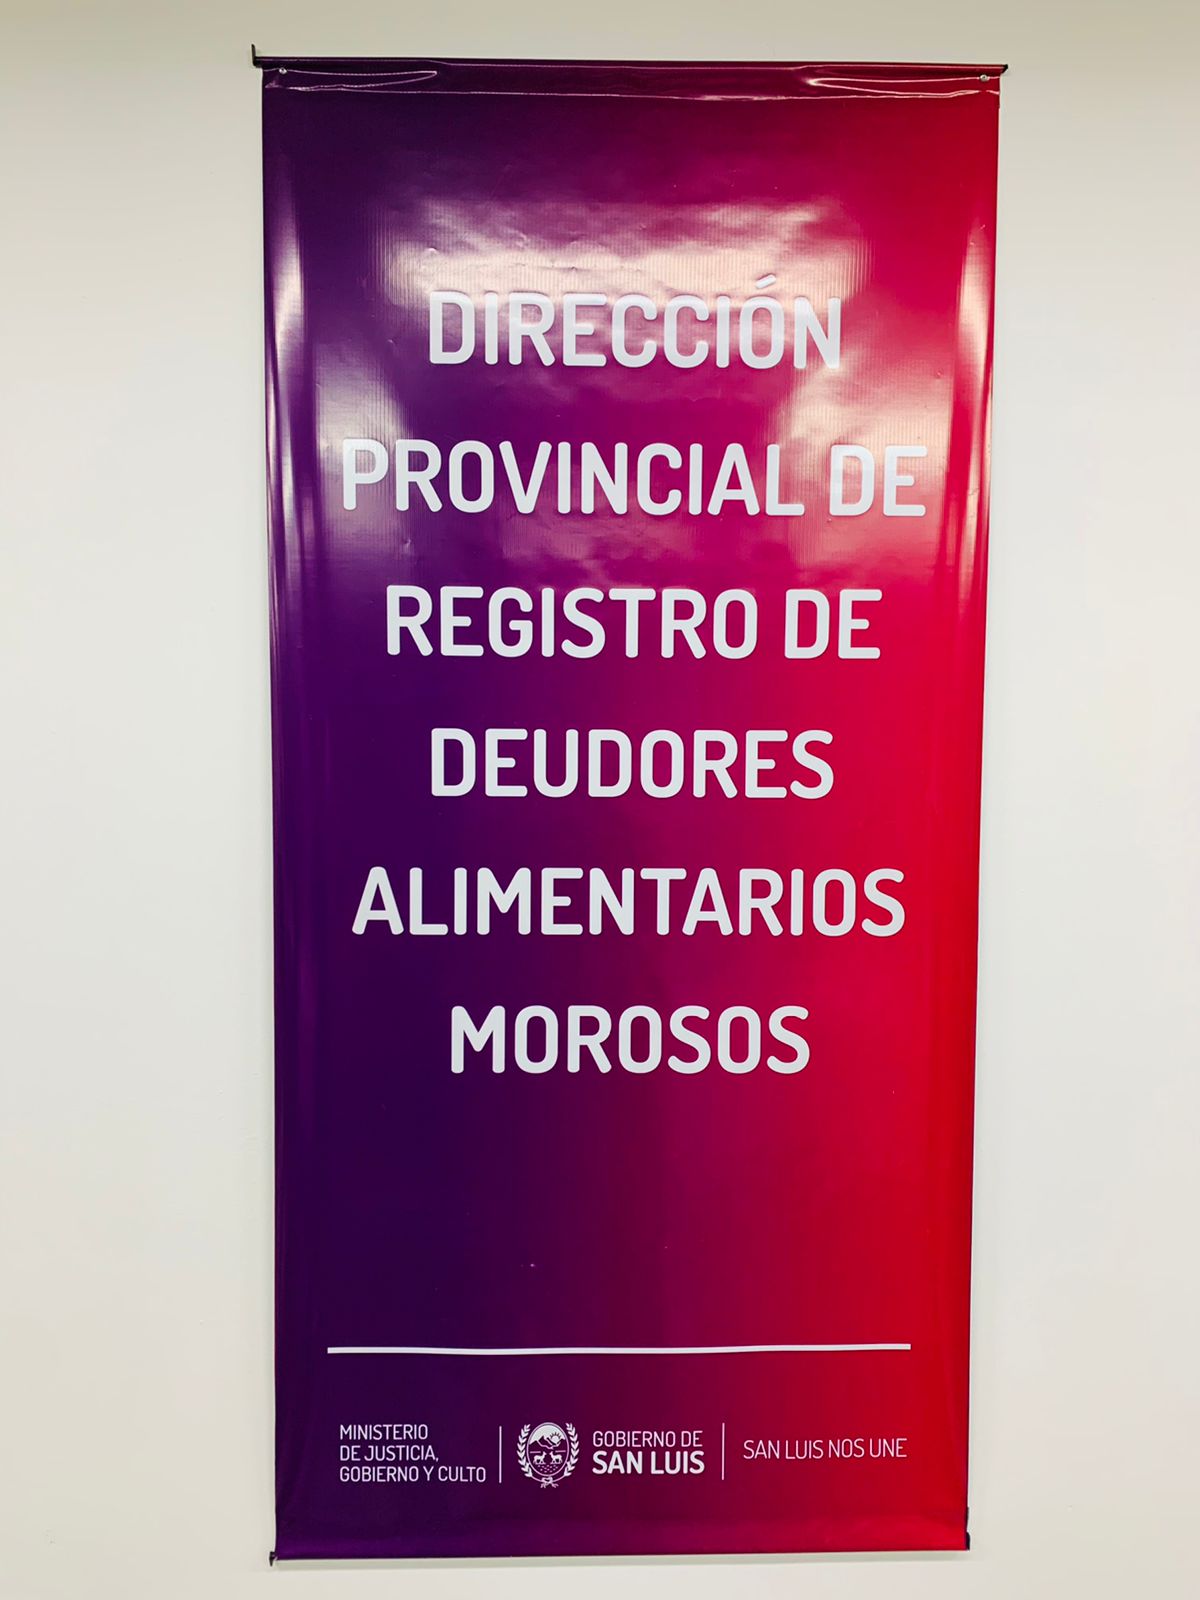 DIRECCIÓN
PROVINCIAL DE
REGISTRO DE
DEUDORES
ALIMENTARIOS
MOROSOS
MINISTERIO
DE JUSTICIA,
GOBIERNO Y CULTO
GOBIERNO DE
SAN LUIS
SAN LUIS NOS UNE